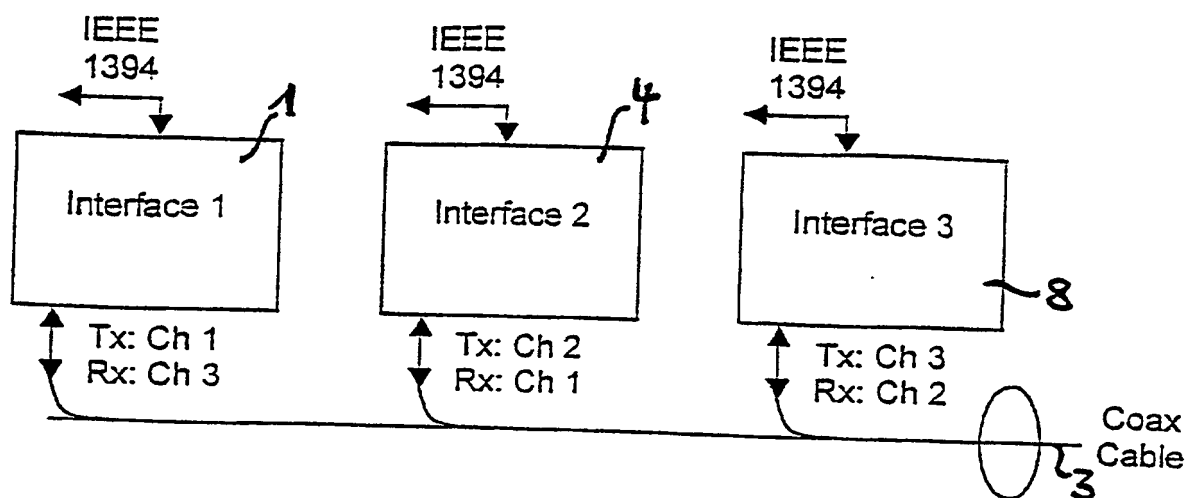 IEEE
1394
1
Interface 1
Tx: Ch 1
Rx: Ch 3
IEEE
1394
4
Interface 2
Tx: Ch 2
Rx: Ch 1
IEEE
1394
Interface 3
8
Tx: Ch 3
Rx: Ch 2
Coax
Cable
3